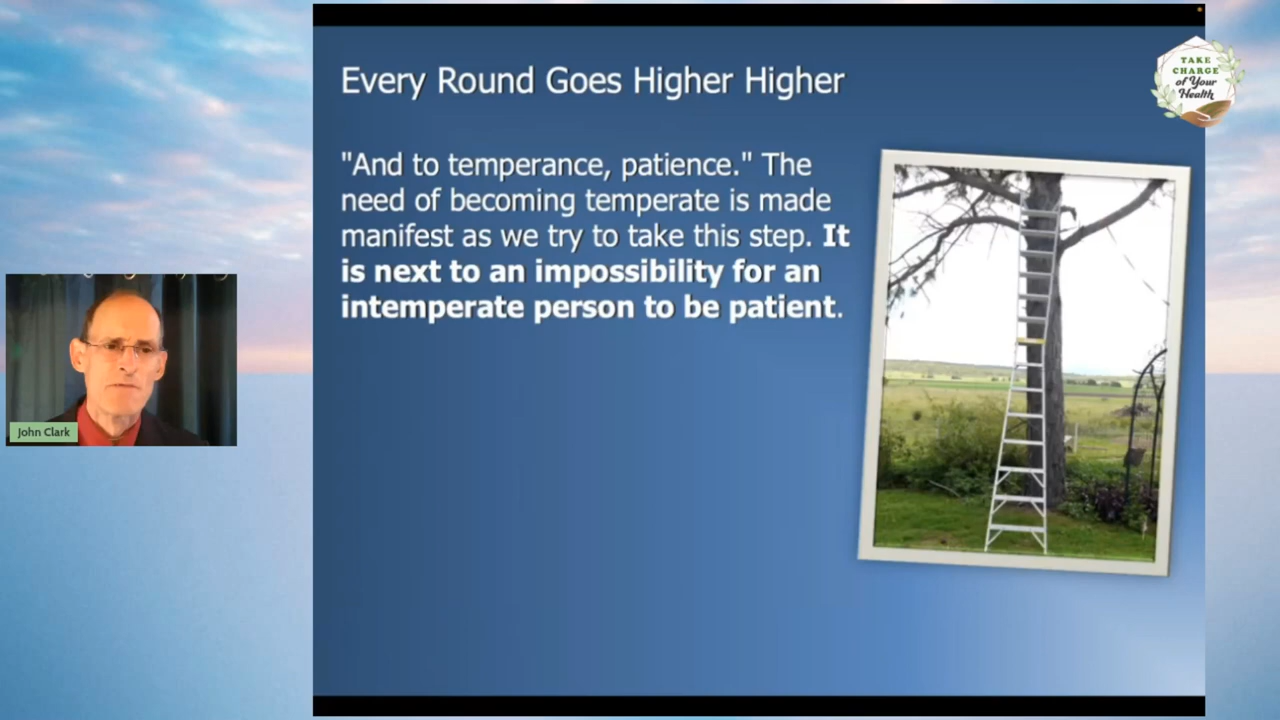 Every Round Goes Higher Higher
"And to temperance, patience." The
need of becoming temperate is made
manifest as we try to take this step. It
is next to an impossibility for an
intemperate person to be patient.
TAKE
CHARGE
of Your
Health
John Clark